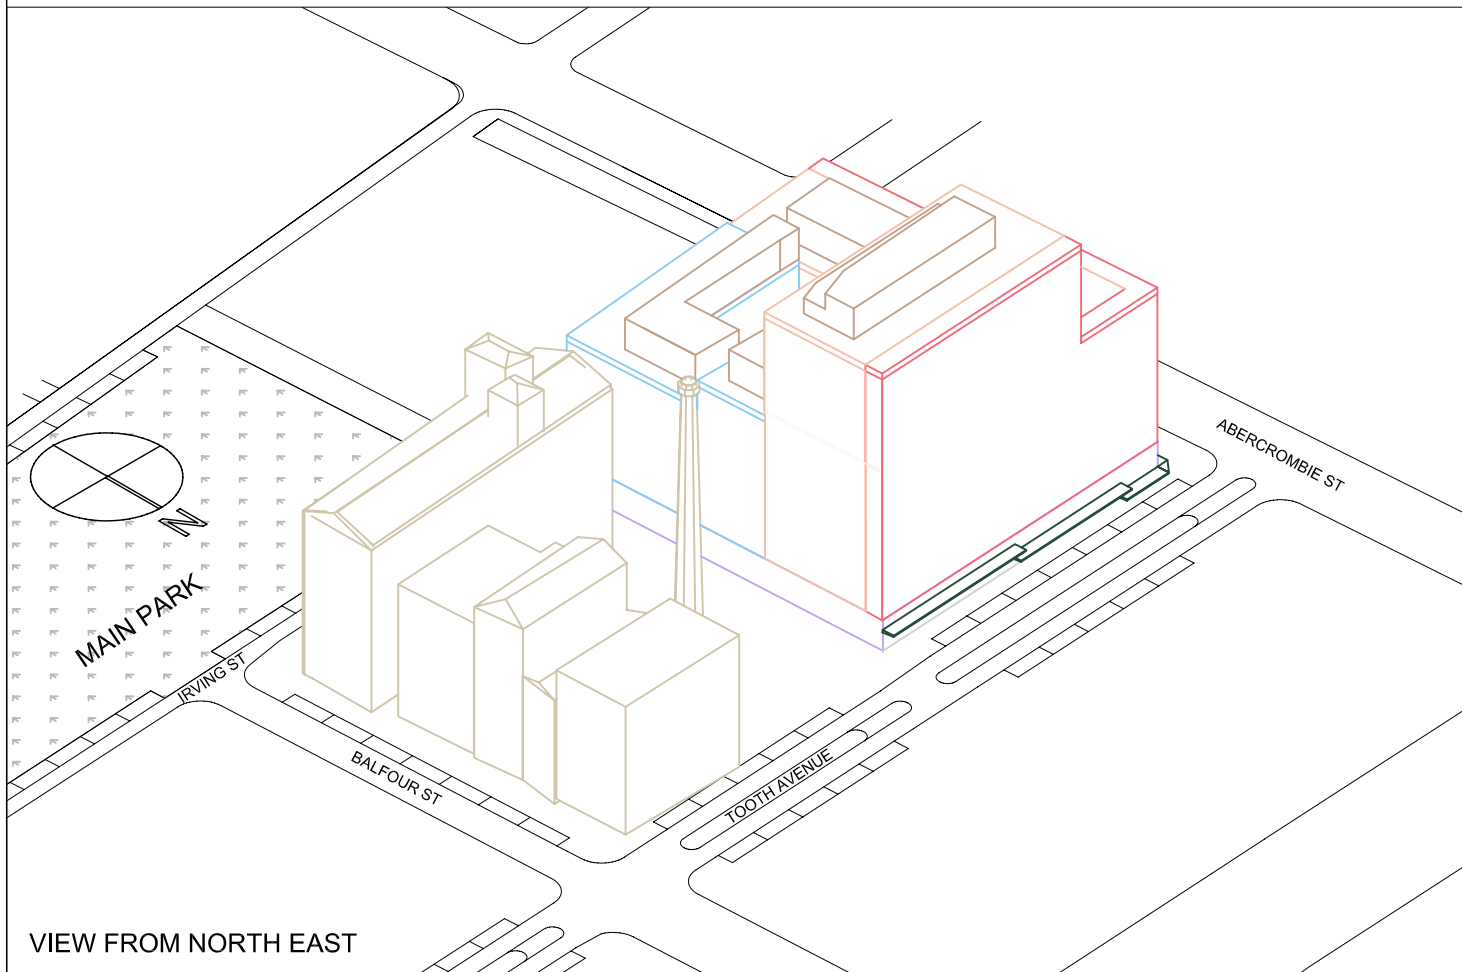 ABERCROMBIE ST
N
MAIN PARK
IRVING ST
BALFOUR ST
TOOTH AVENUE
VIEW FROM NORTH EAST